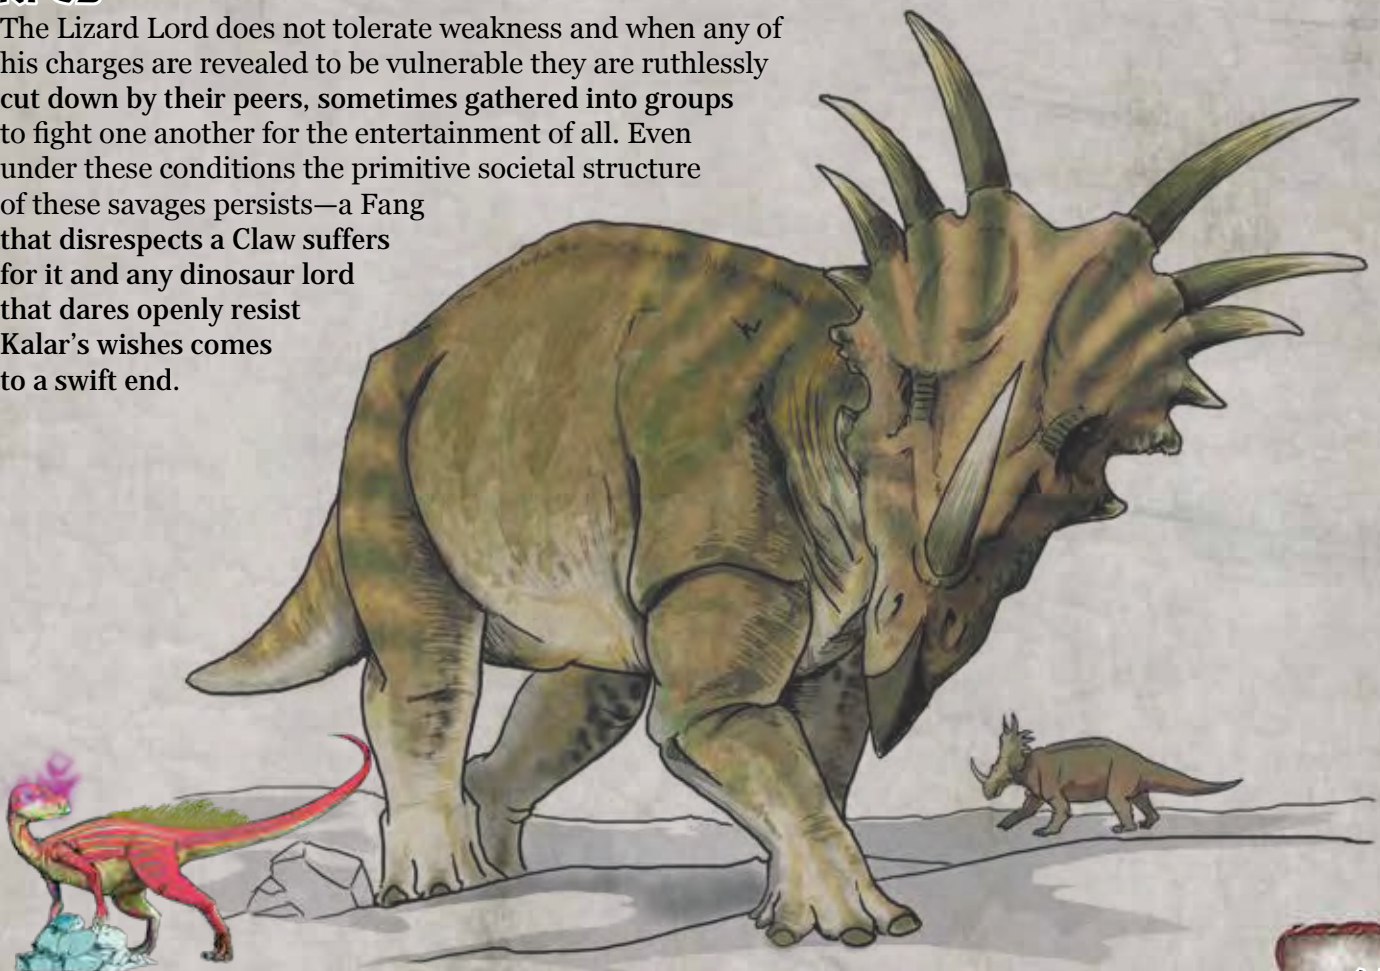 The Lizard Lord does not tolerate weakness and when any of
his charges are revealed to be vulnerable they are ruthlessly
cut down by their peers, sometimes gathered into groups
to fight one another for the entertainment of all. Even
under these conditions the primitive societal structure
of these savages persists—a Fang
that disrespects a Claw suffers
for it and any dinosaur lord
that dares openly resist
Kalar's wishes comes
to a swift end.